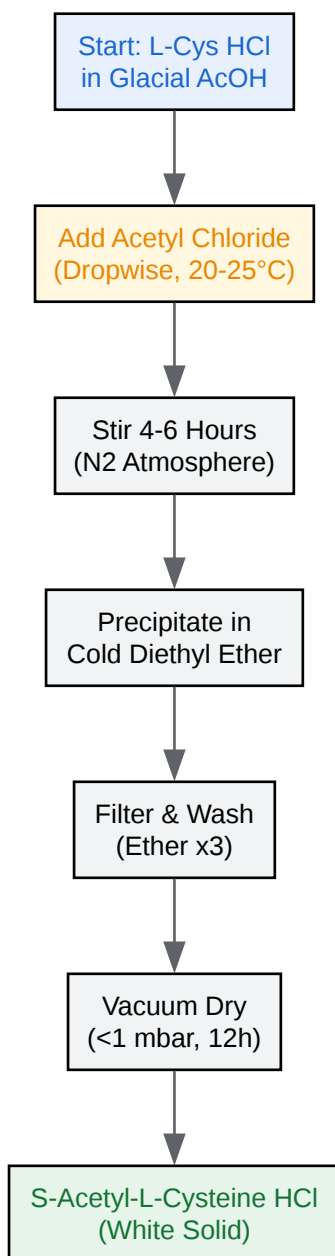 Start: L-Cys HCl
in Glacial AcOH
Add Acetyl Chloride
(Dropwise, 20-25°C)
Stir 4-6 Hours
(N2 Atmosphere)
Precipitate in
Cold Diethyl Ether
Filter & Wash
(Ether x3)
Vacuum Dry
(<1 mbar, 12h)
S-Acetyl-L-Cysteine HCl
(White Solid)